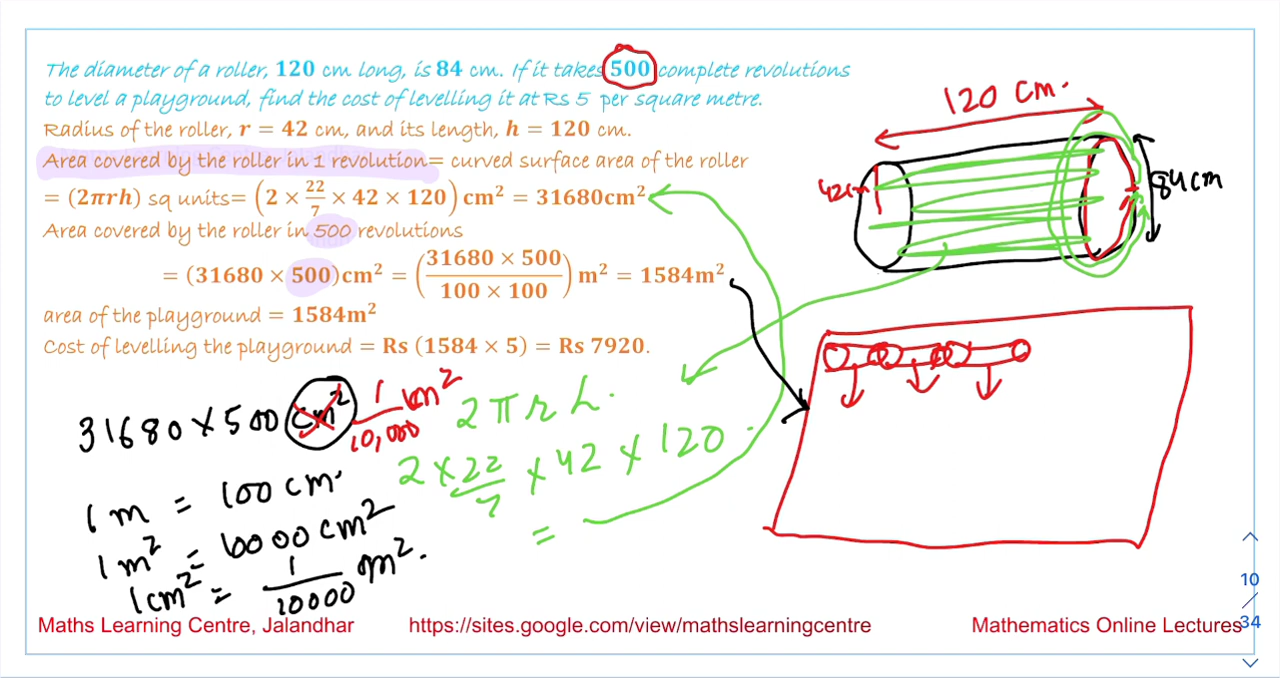 The diameter of a roller, 120 cm long, is 84 cm. If it takes 500 complete revolutions
to level a playground, find the cost of levelling it at Rs 5 per square metre.
Radius of the roller, r = 42 cm, and its length, h = 120 cm.
Area covered by the roller in 1 revolution= curved surface area of the roller
= (2πrh) sq units= (2 × 22/7 × 42 × 120) cm² = 31680cm²
Area covered by the roller in 500 revolutions
= (31680 × 500)cm² = (31680 × 500/100 × 100) m² = 1584m²
area of the playground = 1584m²
Cost of levelling the playground = Rs (1584 × 5) = Rs 7920.
120 cm.
42cm
84cm
31680 × 500 cm² 1/10,000 m²
1 m = 100 cm.
1 m² = 10000 cm²
1 cm² = 1/10000 m².
2πrh.
2 × 22/7 × 42 × 120
=
10
/
34
Maths Learning Centre, Jalandhar
https://sites.google.com/view/mathslearningcentre
Mathematics Online Lectures